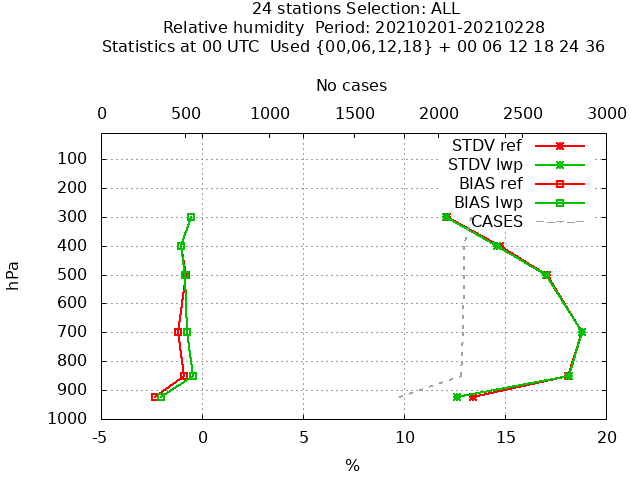 24 stations Selection: ALL
Relative humidity  Period: 20210201-20210228
Statistics at 00 UTC  Used {00,06,12,18} + 00 06 12 18 24 36
No cases
0 500 1000 1500 2000 2500 3000
STDV ref
STDV lwp
BIAS ref
BIAS lwp
CASES
hPa
100
200
300
400
500
600
700
800
900
1000
-5 0 5 10 15 20
%